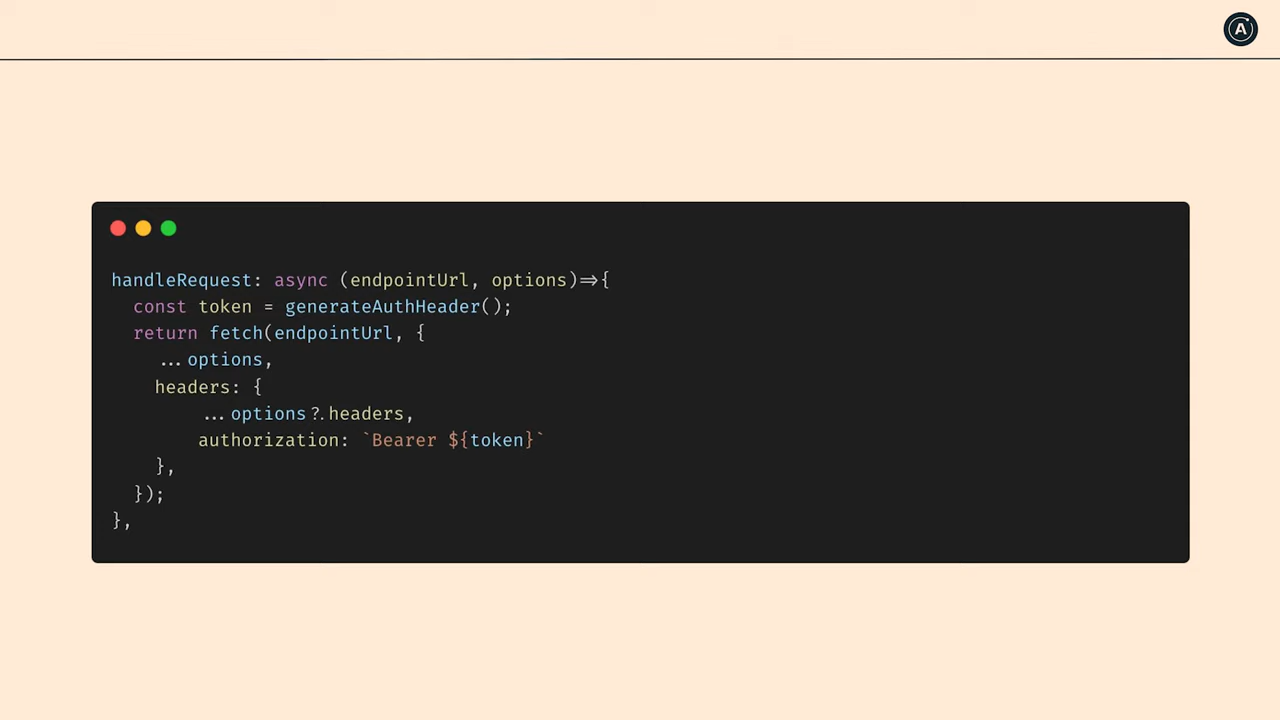 A
handleRequest: async (endpointUrl, options)=>{
  const token = generateAuthHeader();
  return fetch(endpointUrl, {
    ...options,
    headers: {
        ...options?.headers,
        authorization: `Bearer ${token}`
    },
  });
},